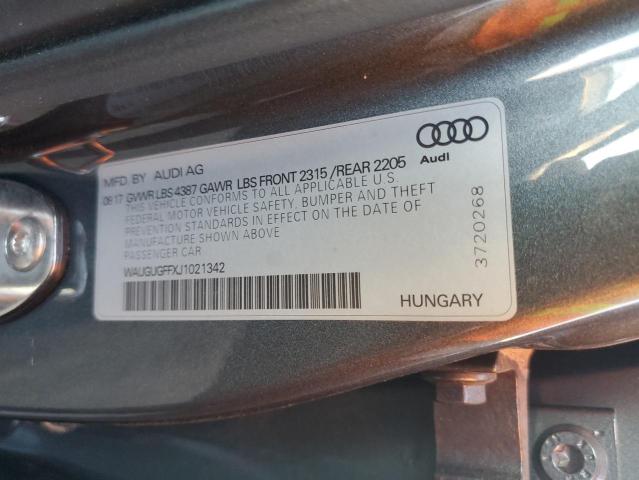 MFD. BY AUDI AG
08 17 GVWR LBS 4387 GAWR LBS FRONT 2315 / REAR 2205
THIS VEHICLE CONFORMS TO ALL APPLICABLE U.S.
FEDERAL MOTOR VEHICLE SAFETY, BUMPER AND THEFT
PREVENTION STANDARDS IN EFFECT ON THE DATE OF
MANUFACTURE SHOWN ABOVE
PASSENGER CAR
WAUGUGFFXJ1021342
Audi
3720268
HUNGARY